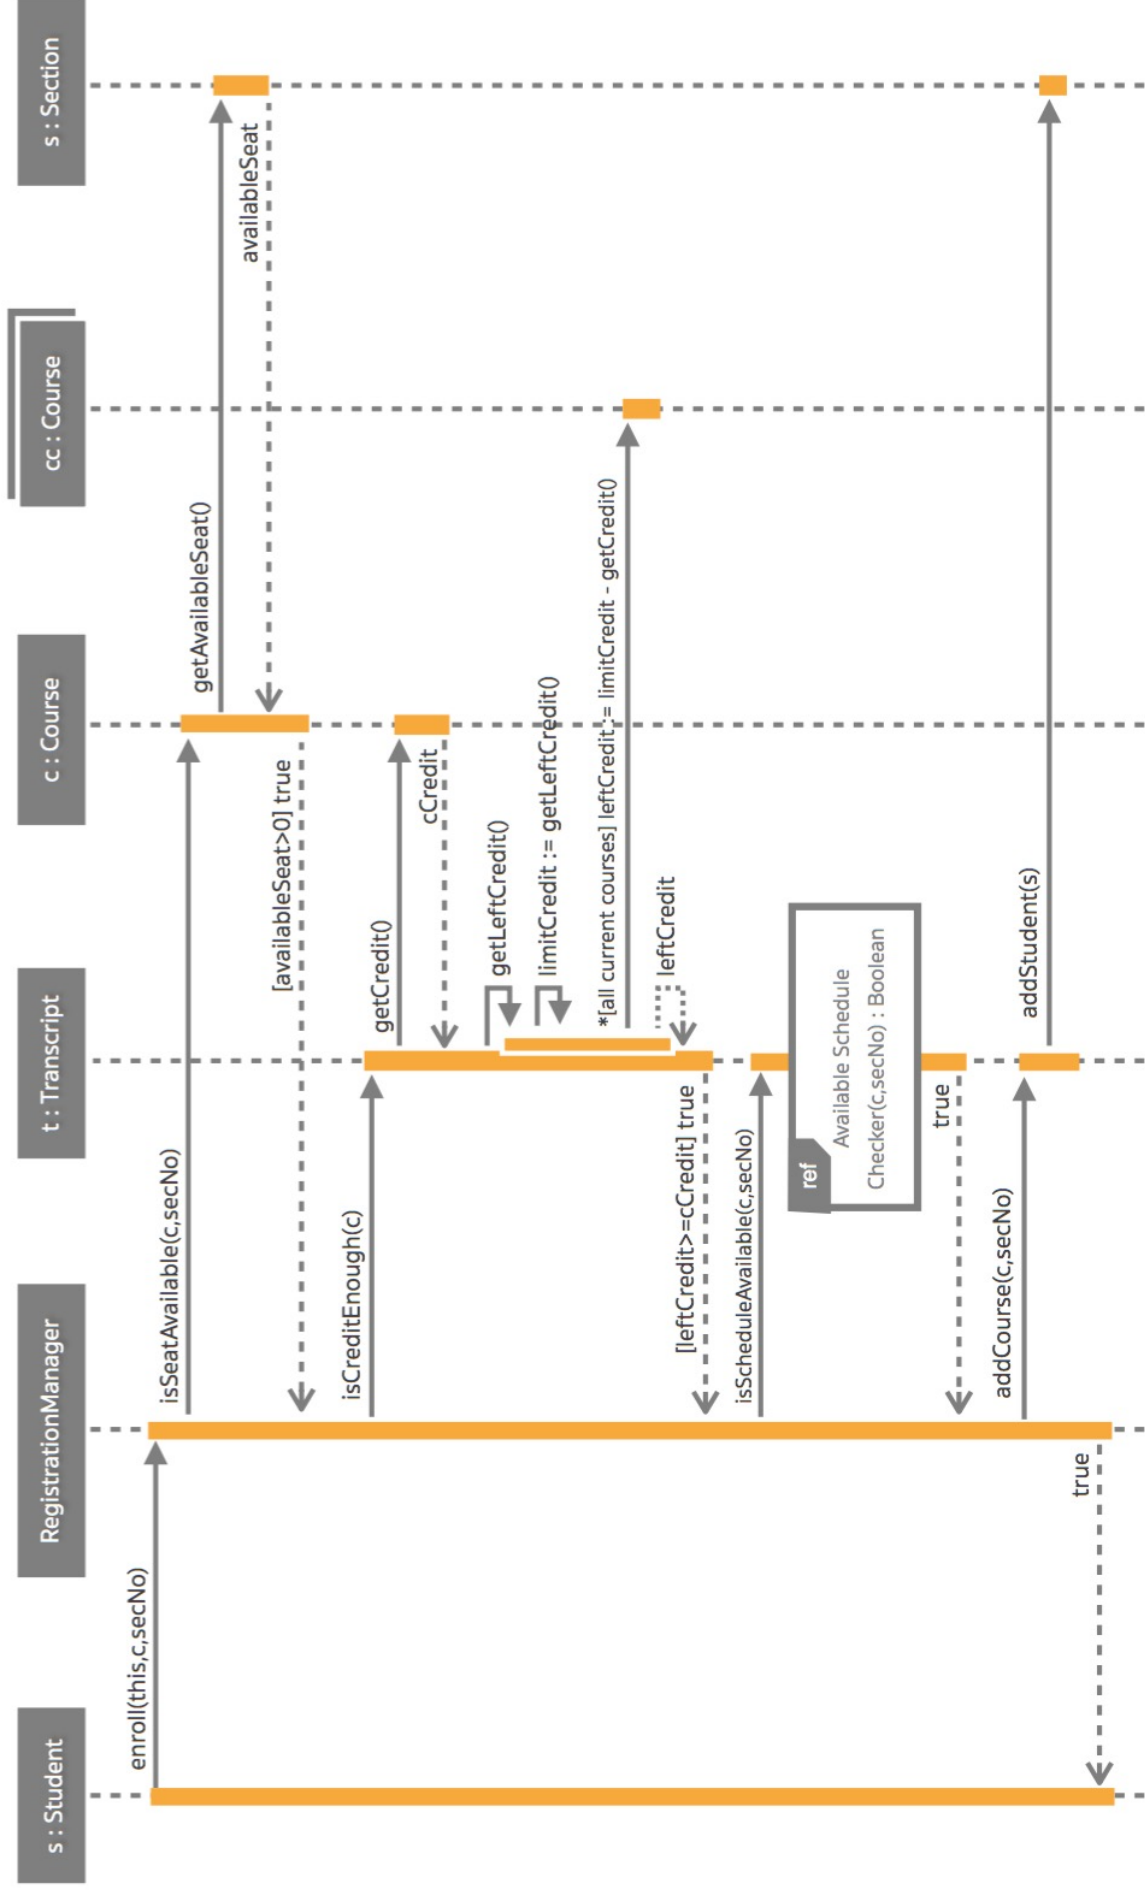 s : Student
RegistrationManager
t : Transcript
c : Course
cc : Course
s : Section
enroll(this,c,secNo)
isSeatAvailable(c,secNo)
getAvailableSeat()
availableSeat
[availableSeat>0] true
isCreditEnough(c)
getCredit()
cCredit
getLeftCredit()
limitCredit := getLeftCredit()
*[all current courses] leftCredit := limitCredit - getCredit()
leftCredit
[leftCredit>=cCredit] true
isScheduleAvailable(c,secNo)
ref
Available Schedule
Checker(c,secNo) : Boolean
true
addCourse(c,secNo)
addStudent(s)
true